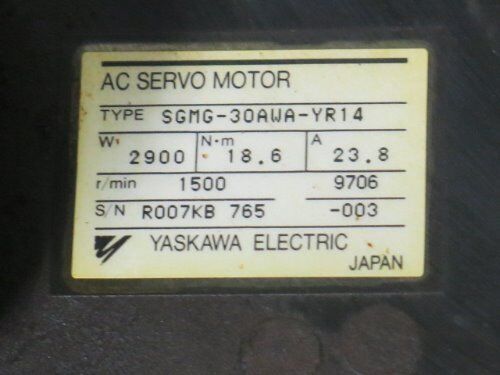 AC SERVO MOTOR
TYPE SGMG-30AWA-YR14
W 2900 N·m 18.6 A 23.8
r/min 1500 9706
S/N R007KB 765 -003
YASKAWA ELECTRIC
JAPAN